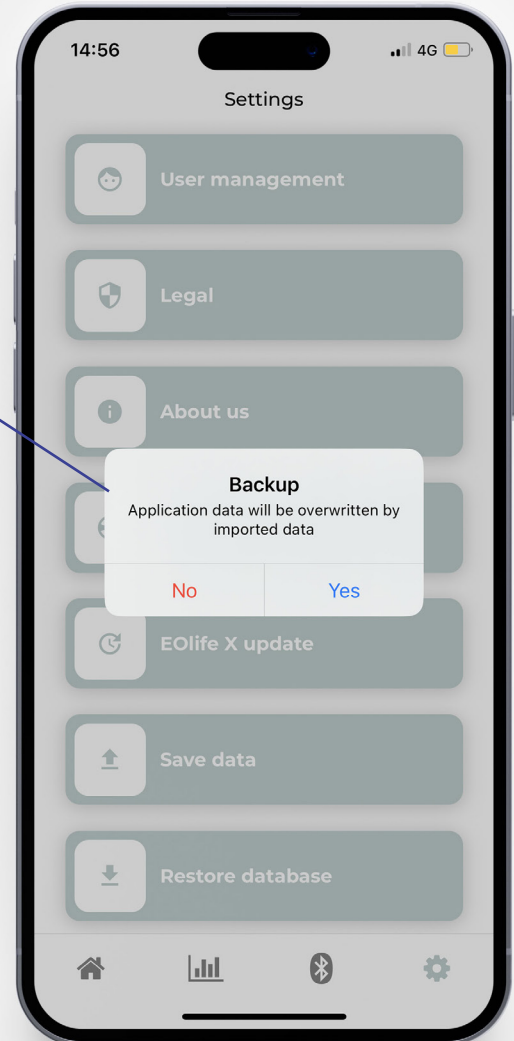 14:56
4G
Settings
User management
Legal
About us
Backup
Application data will be overwritten by
imported data
No
Yes
EOlife X update
Save data
Restore database